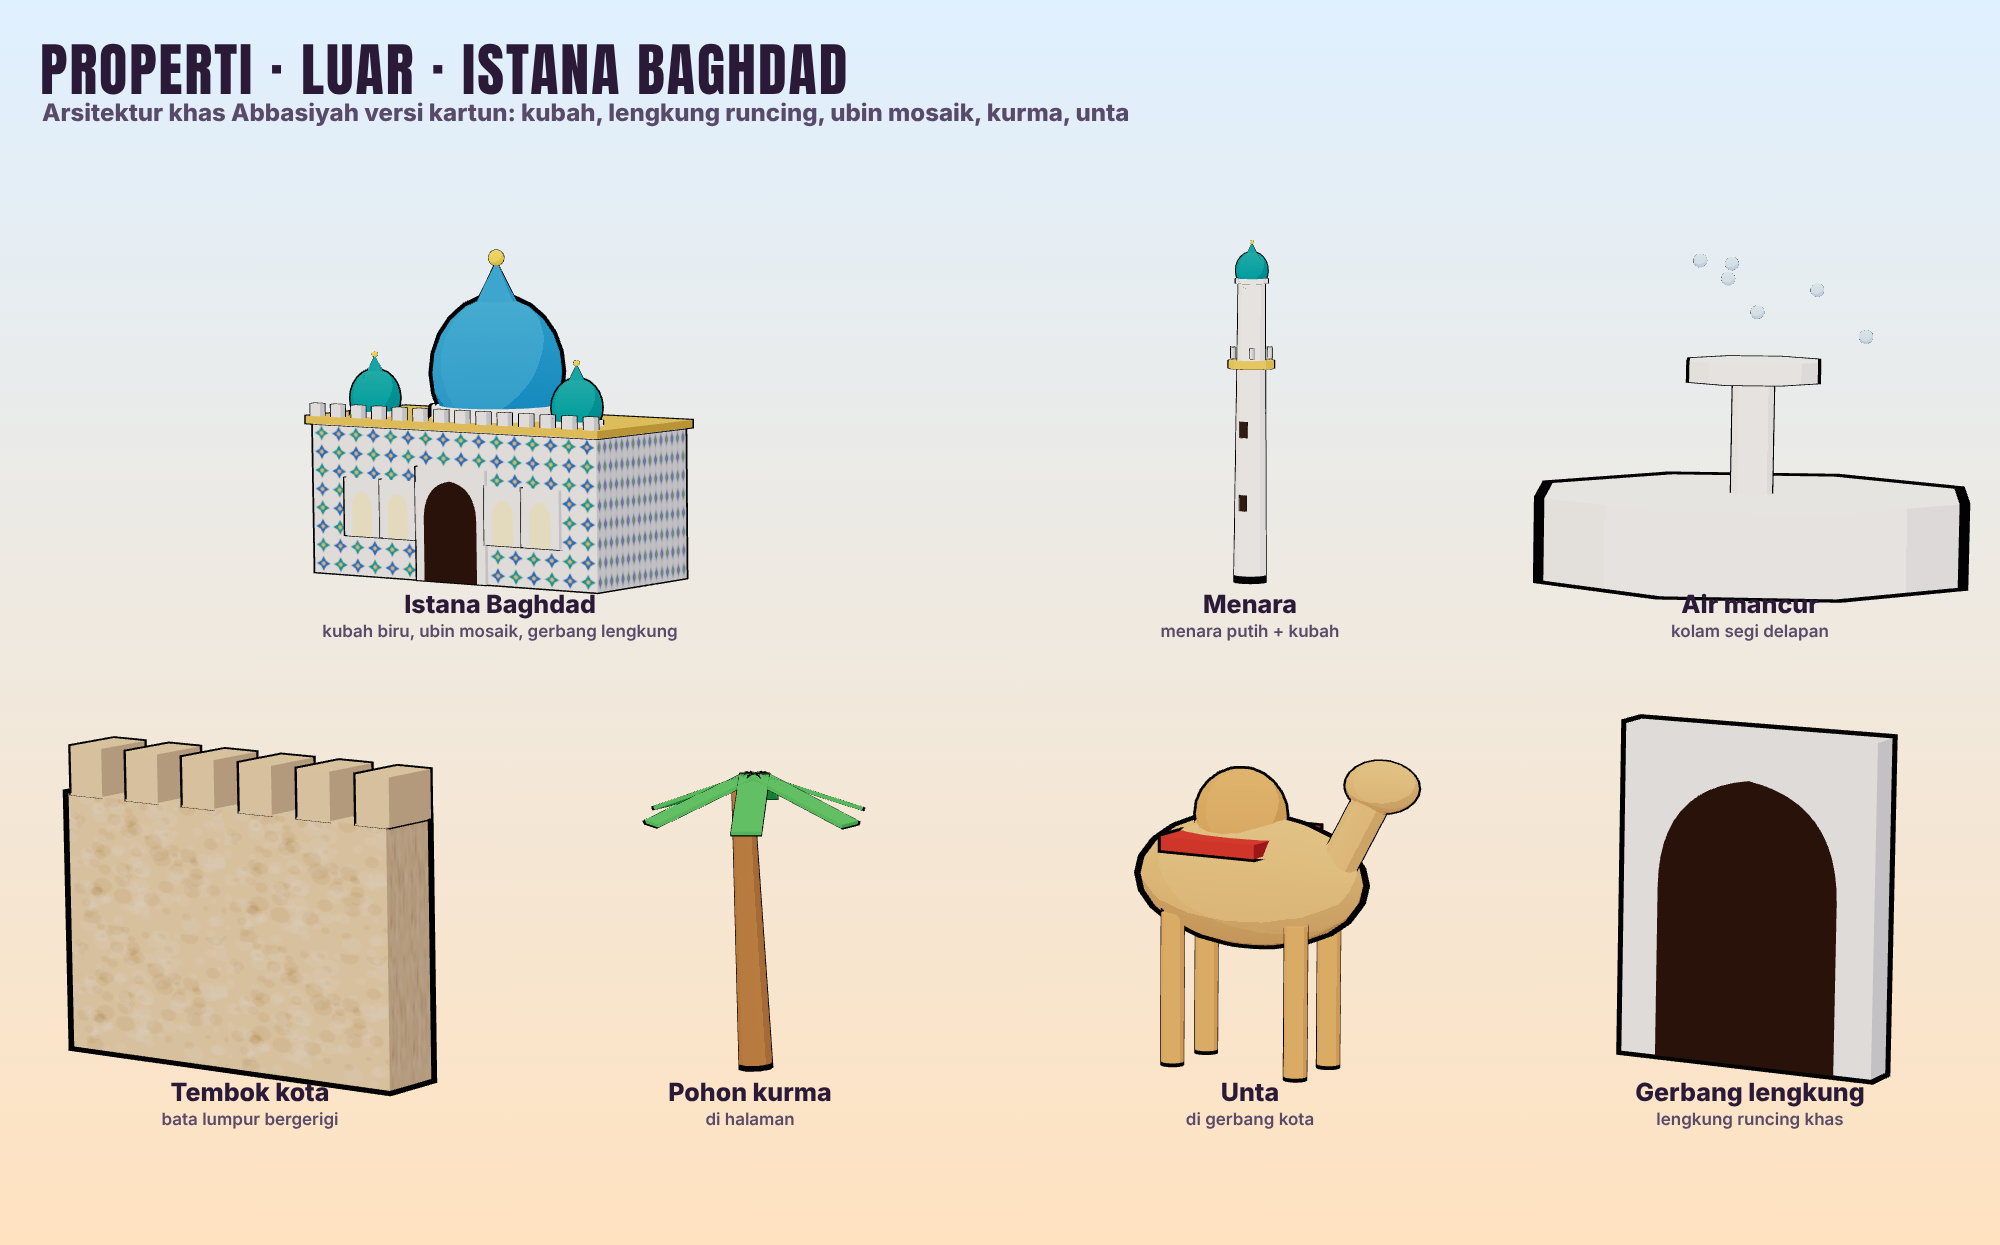 PROPERTI · LUAR · ISTANA BAGHDAD
Arsitektur khas Abbasiyah versi kartun: kubah, lengkung runcing, ubin mosaik, kurma, unta
Istana Baghdad
kubah biru, ubin mosaik, gerbang lengkung
Menara
menara putih + kubah
Air mancur
kolam segi delapan
Tembok kota
bata lumpur bergerigi
Pohon kurma
di halaman
Unta
di gerbang kota
Gerbang lengkung
lengkung runcing khas